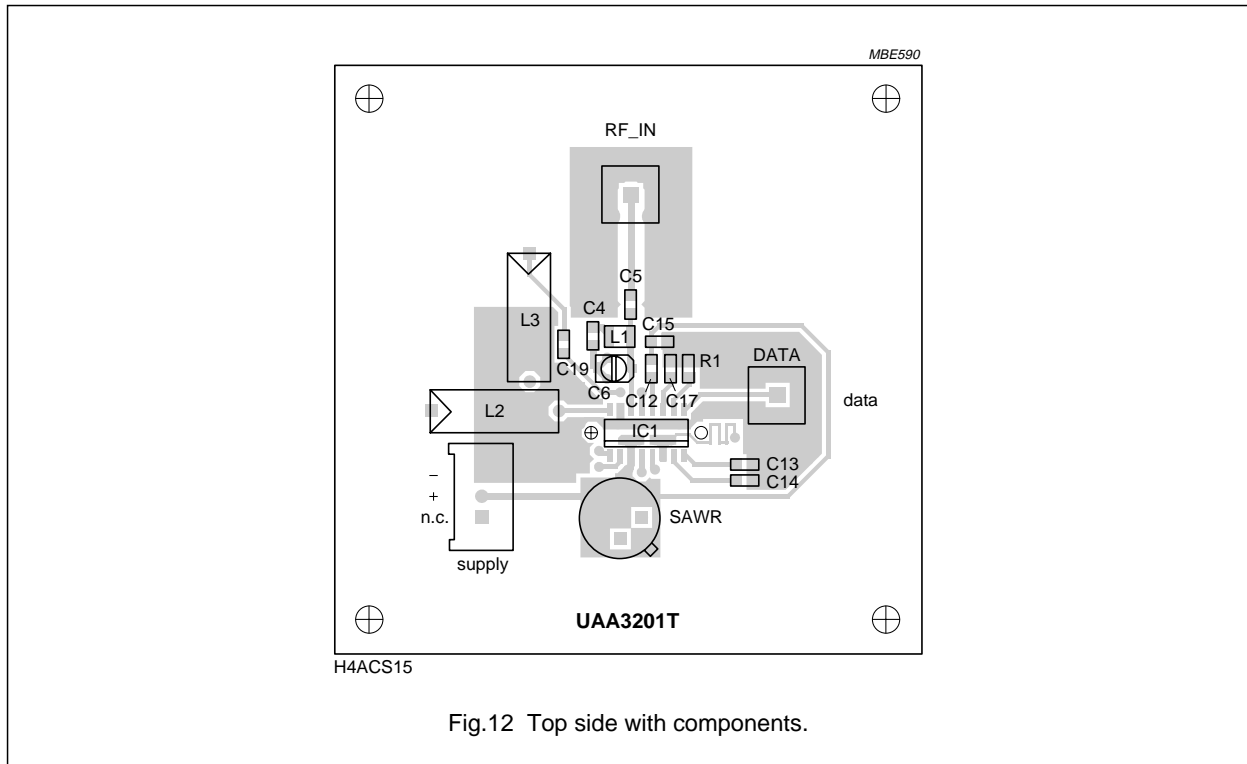 MBE590
RF_IN
C5
C4
L3
L1
C15
C19
R1
DATA
C6
C12
C17
data
L2
IC1
C13
C14
–
+
n.c.
SAWR
supply
UAA3201T
H4ACS15
Fig.12 Top side with components.